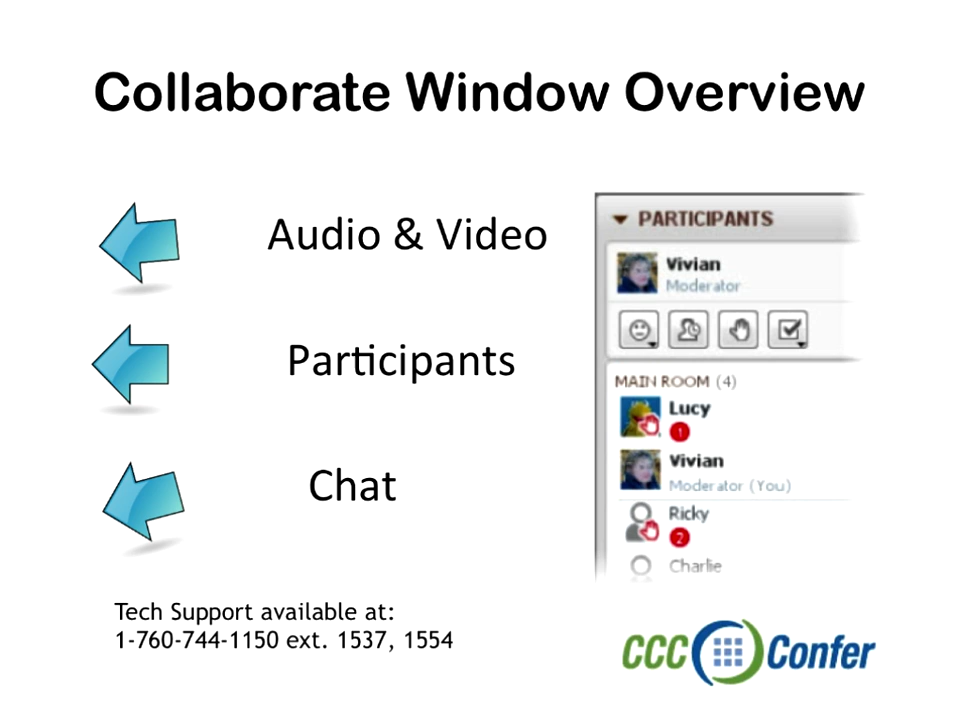 Collaborate Window Overview
Audio & Video
Participants
Chat
PARTICIPANTS
Vivian
Moderator
MAIN ROOM (4)
Lucy
1
Vivian
Moderator (You)
Ricky
2
Charlie
Tech Support available at:
1-760-744-1150 ext. 1537, 1554
CCC Confer